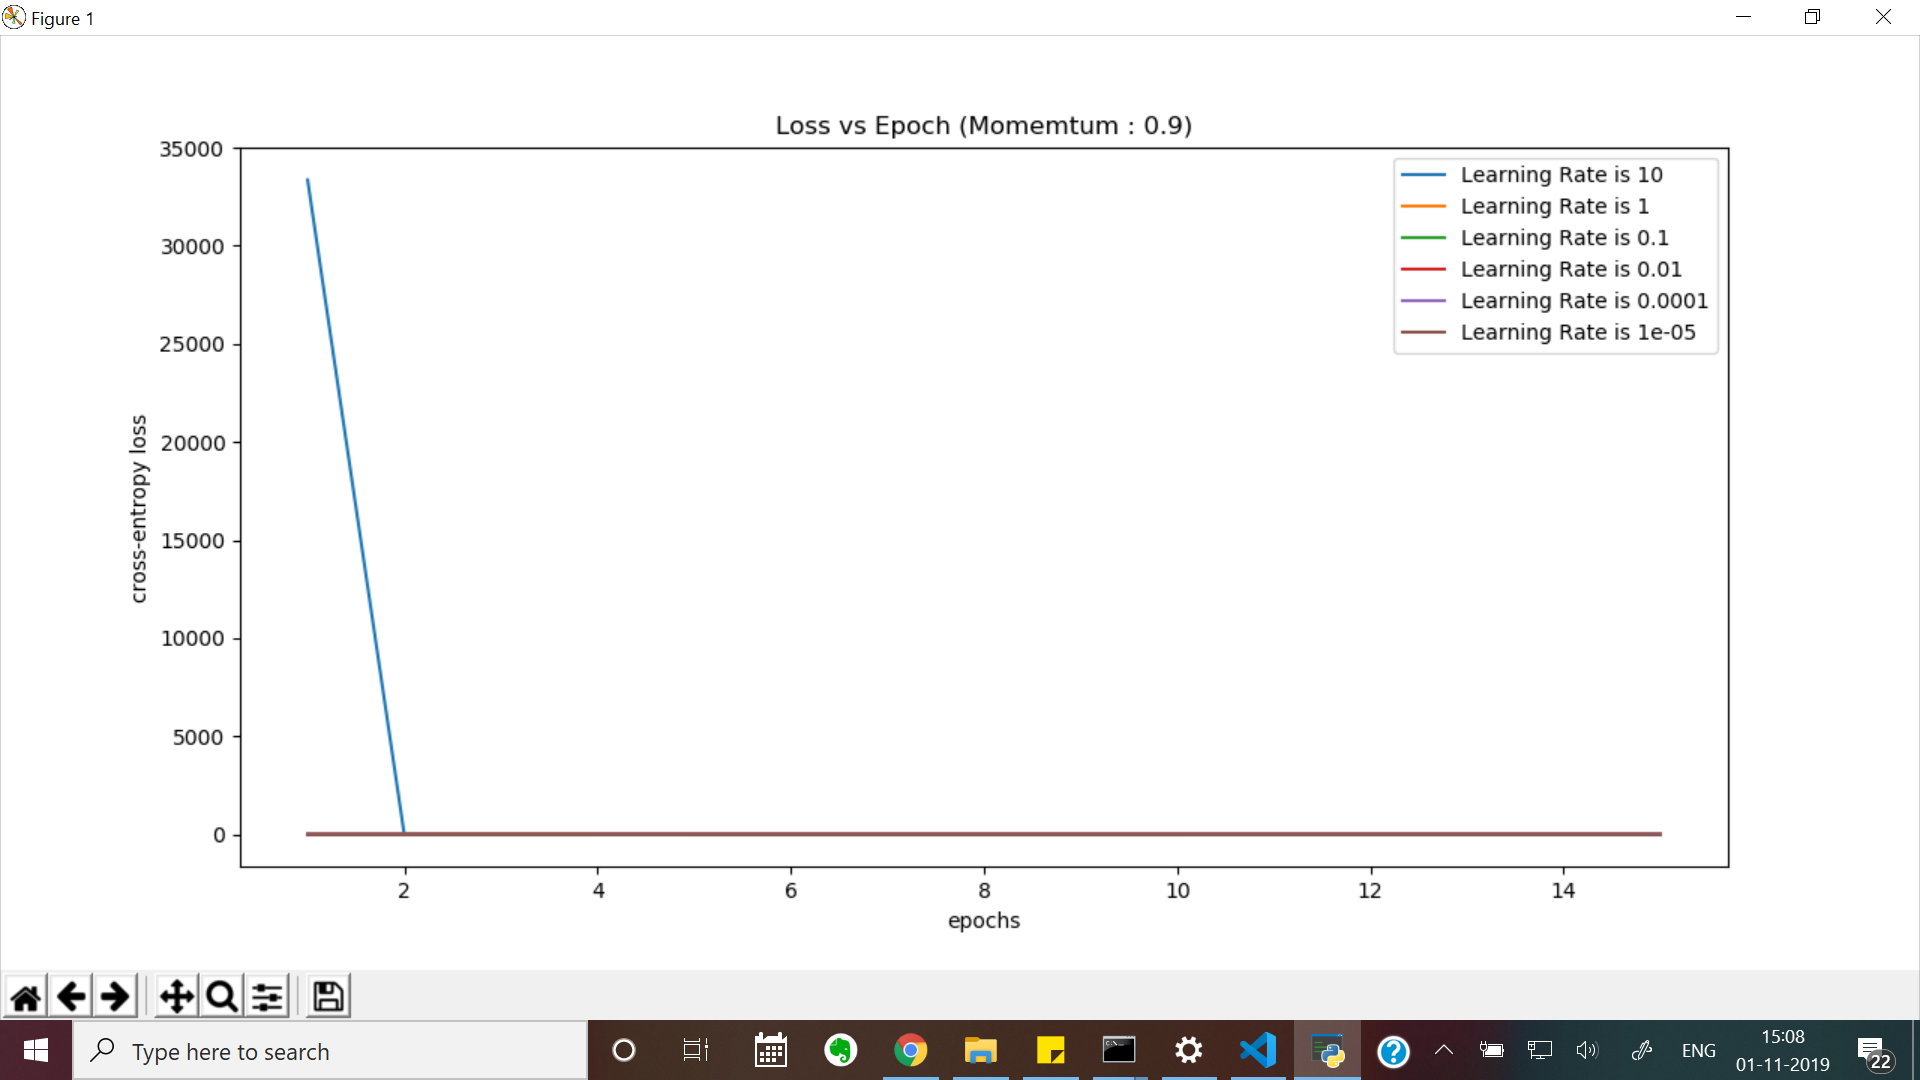 Figure 1
Loss vs Epoch (Momemtum : 0.9)
35000
30000
25000
20000
15000
10000
5000
0
cross-entropy loss
Learning Rate is 10
Learning Rate is 1
Learning Rate is 0.1
Learning Rate is 0.01
Learning Rate is 0.0001
Learning Rate is 1e-05
2 4 6 8 10 12 14
epochs
Type here to search
ENG
15:08
01-11-2019
22